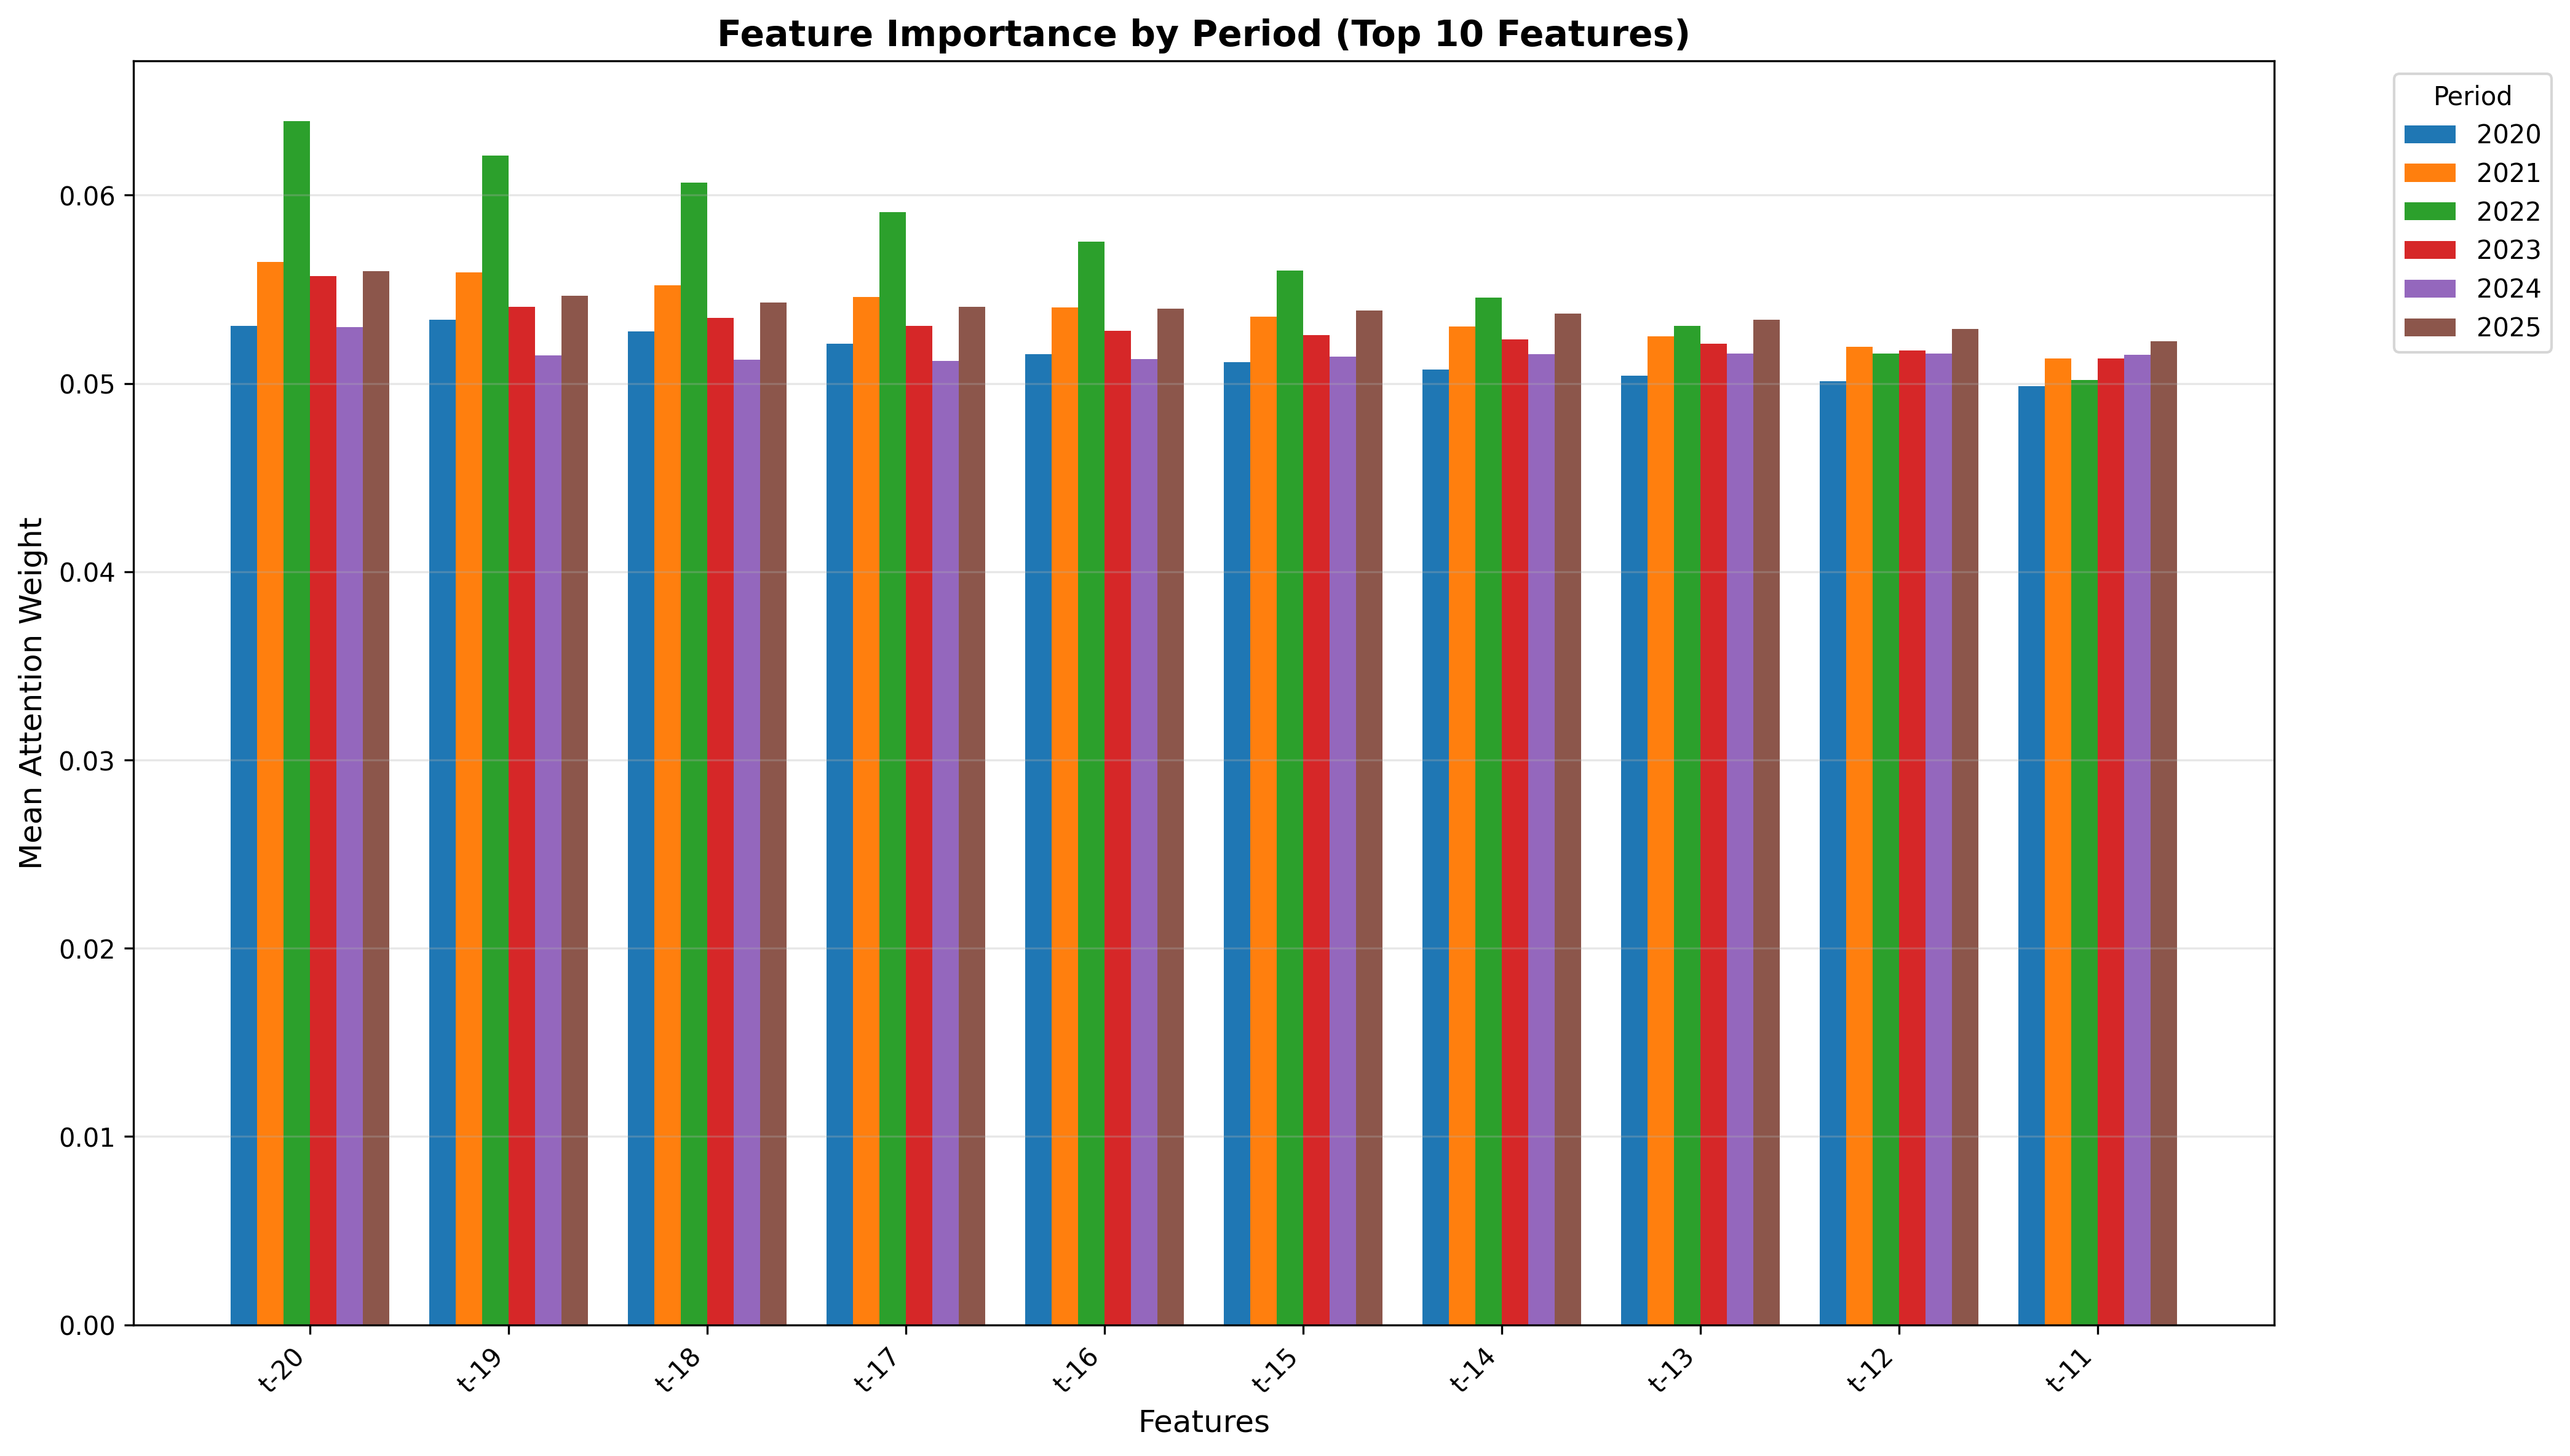 Feature Importance by Period (Top 10 Features)
Period
2020
2021
2022
2023
2024
2025
Mean Attention Weight
0.06
0.05
0.04
0.03
0.02
0.01
0.00
t-20
t-19
t-18
t-17
t-16
t-15
t-14
t-13
t-12
t-11
Features